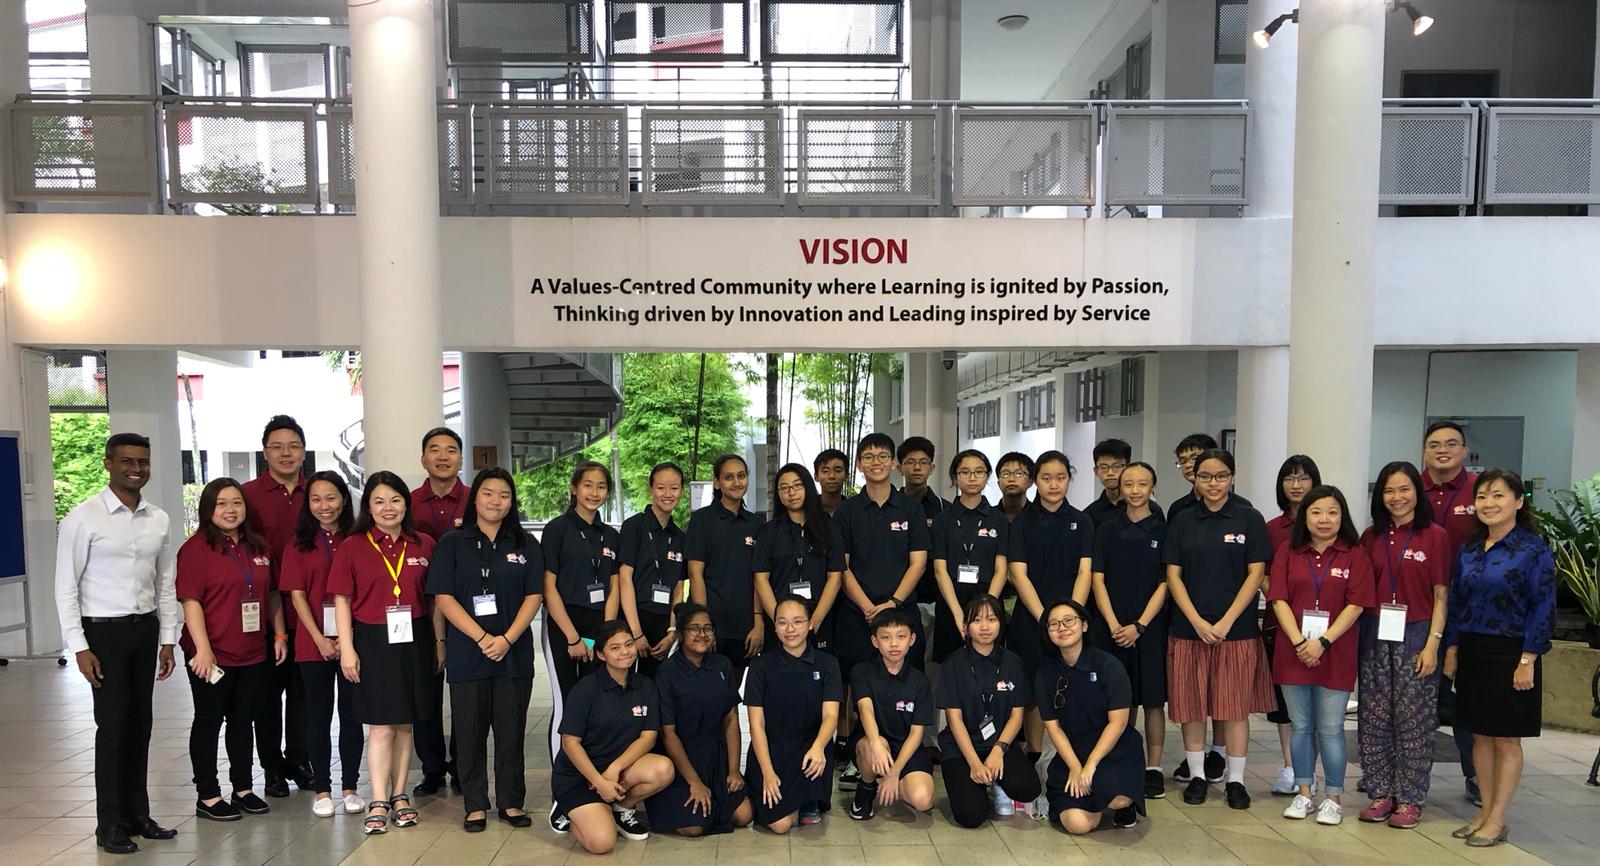 VISION
A Values-Centred Community where Learning is ignited by Passion,
Thinking driven by Innovation and Leading inspired by Service
1